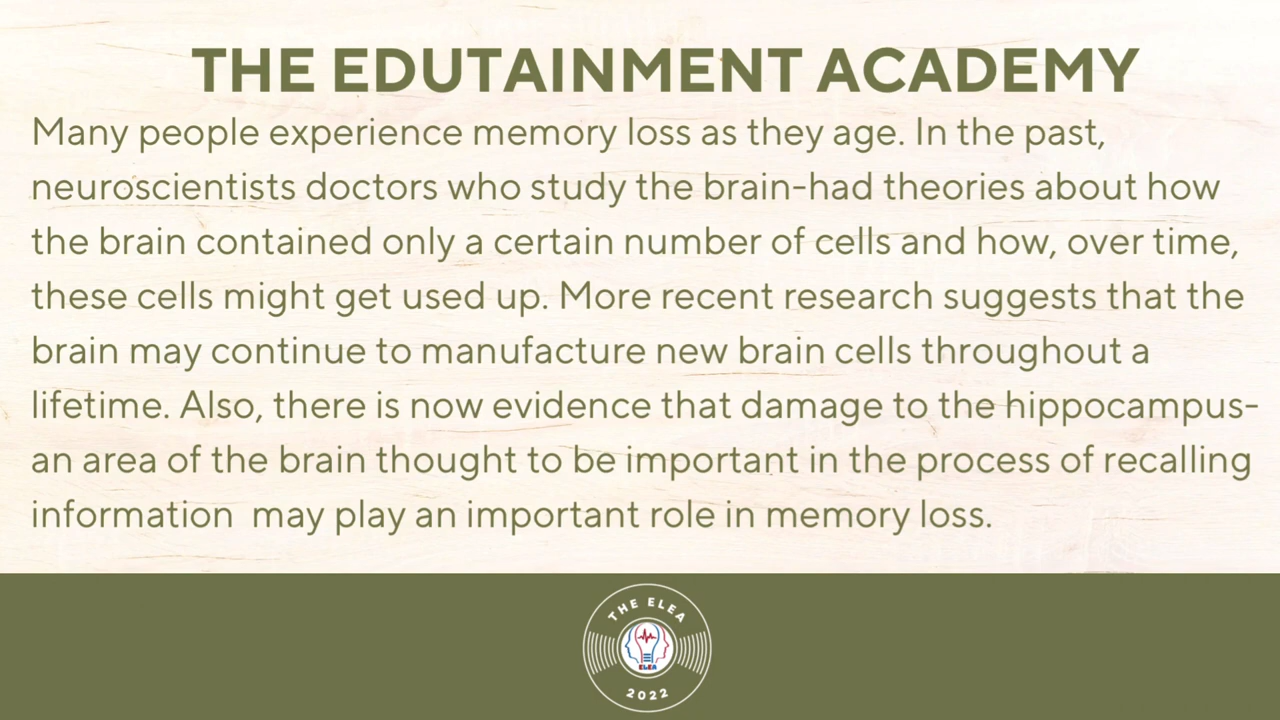 THE EDUTAINMENT ACADEMY
Many people experience memory loss as they age. In the past,
neuroscientists doctors who study the brain-had theories about how
the brain contained only a certain number of cells and how, over time,
these cells might get used up. More recent research suggests that the
brain may continue to manufacture new brain cells throughout a
lifetime. Also, there is now evidence that damage to the hippocampus-
an area of the brain thought to be important in the process of recalling
information  may play an important role in memory loss.
THE ELEA
ELEA
2022